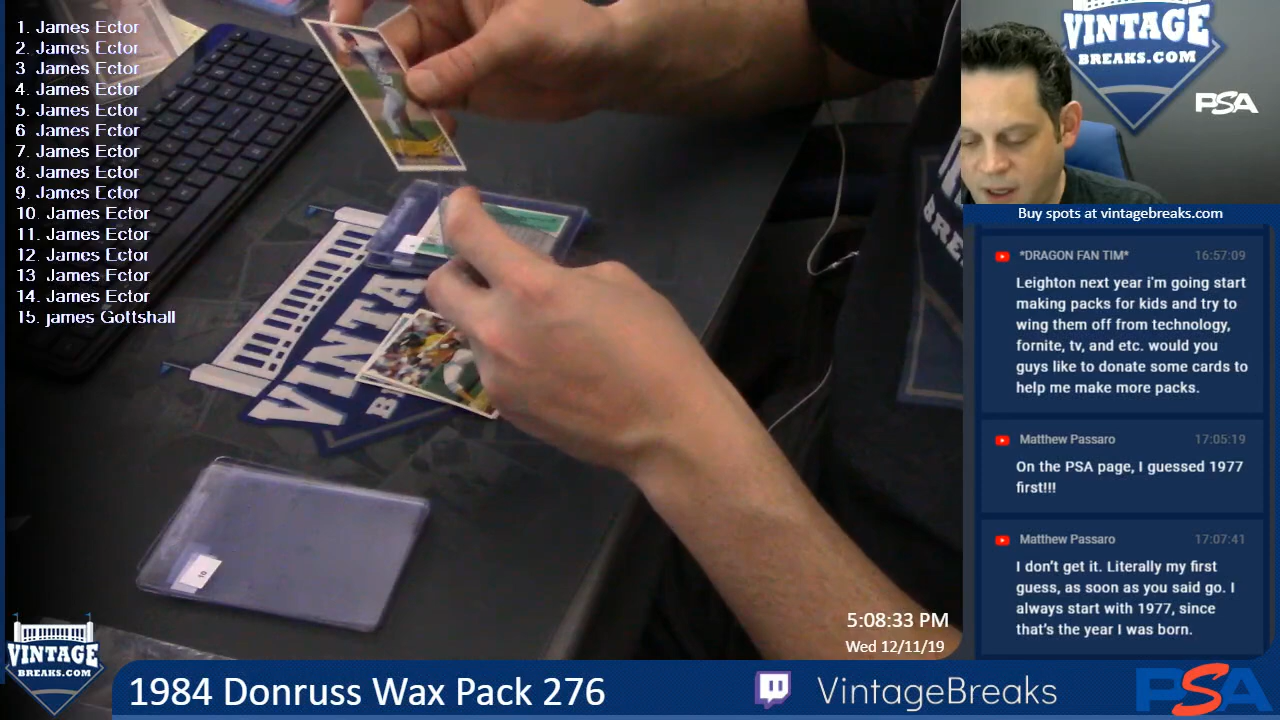 1. James Ector
2. James Ector
3 James Ector
4 James Ector
5 James Ector
6 James Ector
7. James Ector
8. James Ector
9. James Ector
10. James Ector
11. James Ector
12. James Ector
13 James Ector
14 James Ector
15. james Gottshall
VINTAGE
BREAKS.COM
PSA
Buy spots at vintagebreaks.com
*DRAGON FAN TIM* 16:57:09
Leighton next year i'm going start
making packs for kids and try to
wing them off from technology,
fornite, tv, and etc. would you
guys like to donate some cards to
help me make more packs.
Matthew Passaro 17:05:19
On the PSA page, I guessed 1977
first!!!
Matthew Passaro 17:07:41
I don't get it. Literally my first
guess, as soon as you said go. I
always start with 1977, since
that's the year I was born.
VINTA
B
10
5:08:33 PM
Wed 12/11/19
VINTAGE
BREAKS.COM
1984 Donruss Wax Pack 276
VintageBreaks
PSA